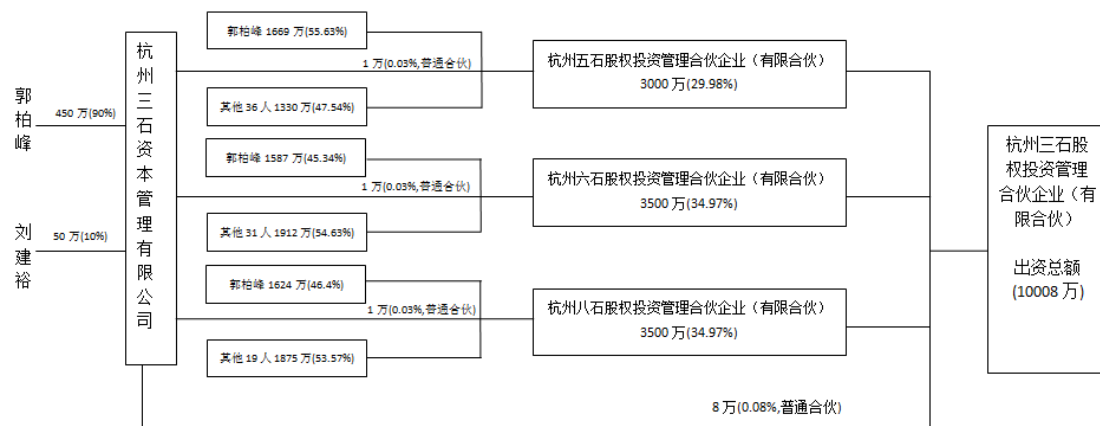 郭柏峰
450 万(90%)
刘建裕
50 万(10%)
杭州三石资本管理有限公司
郭柏峰 1669 万(55.63%)
1 万(0.03%,普通合伙)
其他 36 人 1330 万(47.54%)
郭柏峰 1587 万(45.34%)
1 万(0.03%,普通合伙)
其他 31 人 1912 万(54.63%)
郭柏峰 1624 万(46.4%)
1 万(0.03%,普通合伙)
其他 19 人 1875 万(53.57%)
杭州五石股权投资管理合伙企业（有限合伙）
3000 万(29.98%)
杭州六石股权投资管理合伙企业（有限合伙）
3500 万(34.97%)
杭州八石股权投资管理合伙企业（有限合伙）
3500 万(34.97%)
8 万(0.08%,普通合伙)
杭州三石股
权投资管理
合伙企业（有
限合伙）
出资总额
(10008 万)